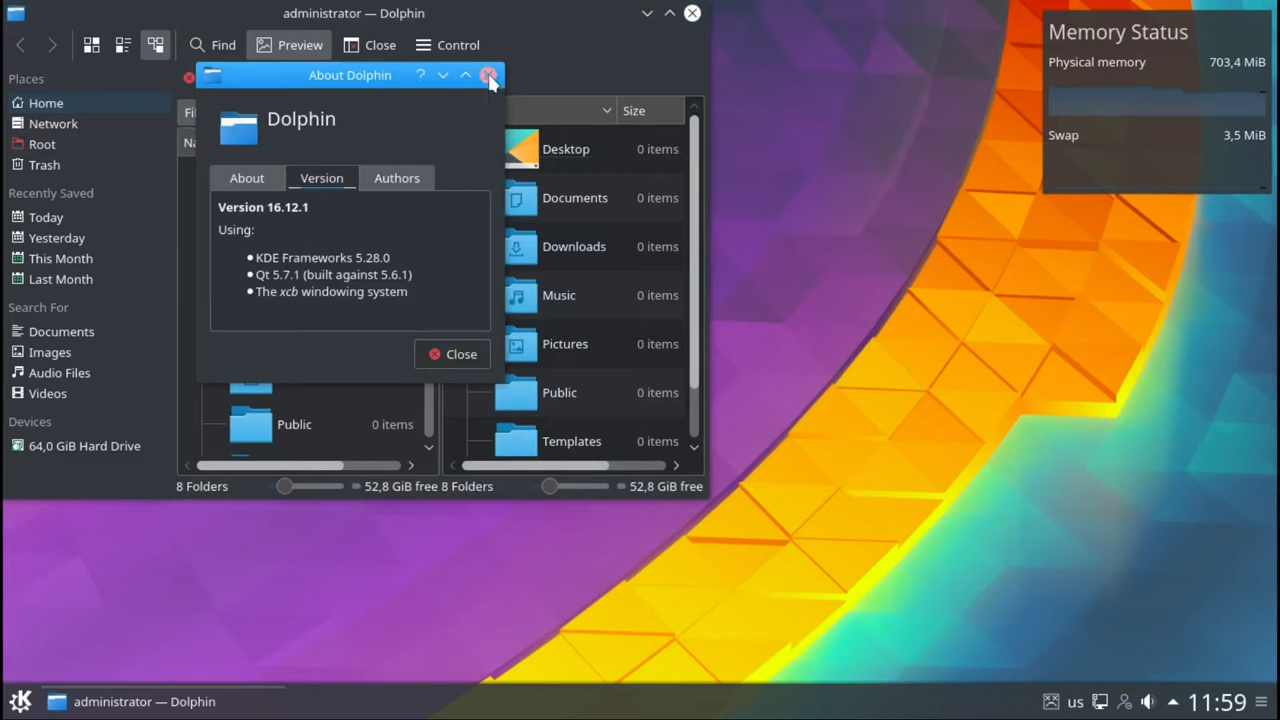 administrator — Dolphin
Find
Preview
Close
Control
Places
Home
Network
Root
Trash
Recently Saved
Today
Yesterday
This Month
Last Month
Search For
Documents
Images
Audio Files
Videos
Devices
64,0 GiB Hard Drive
About Dolphin
?
Dolphin
About
Version
Authors
Version 16.12.1
Using:
● KDE Frameworks 5.28.0
● Qt 5.7.1 (built against 5.6.1)
● The xcb windowing system
Close
Public 0 items
8 Folders
52,8 GiB free
Size
Desktop 0 items
Documents 0 items
Downloads 0 items
Music 0 items
Pictures 0 items
Public 0 items
Templates 0 items
8 Folders
52,8 GiB free
Memory Status
Physical memory 703,4 MiB
Swap 3,5 MiB
administrator — Dolphin
us
11:59